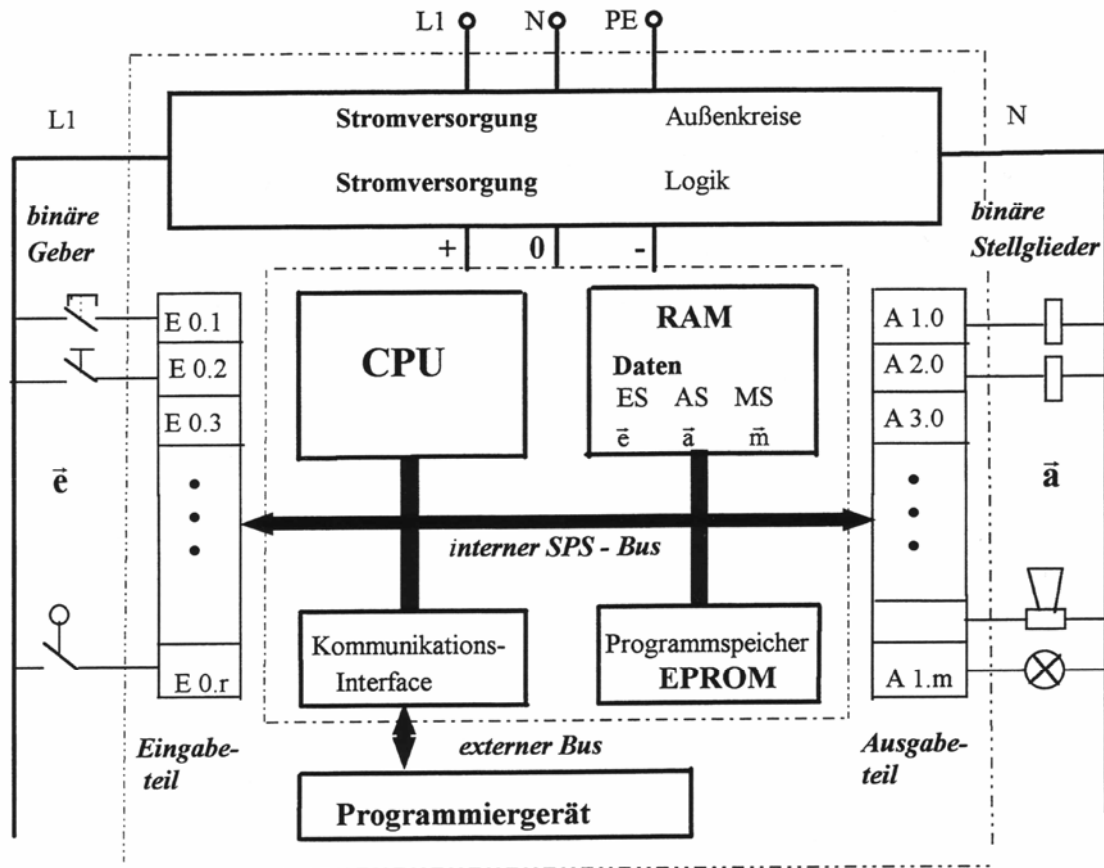 L1 N PE
L1
Stromversorgung Außenkreise
N
Stromversorgung Logik
binäre
Geber
+ 0 -
binäre
Stellglieder
E 0.1
E 0.2
E 0.3
e⃗
E 0.r
CPU
RAM
Daten
ES AS MS
e⃗ a⃗ m⃗
A 1.0
A 2.0
A 3.0
a⃗
A 1.m
interner SPS - Bus
Kommunikations-
Interface
Programmspeicher
EPROM
Eingabe-
teil
externer Bus
Ausgabe-
teil
Programmiergerät